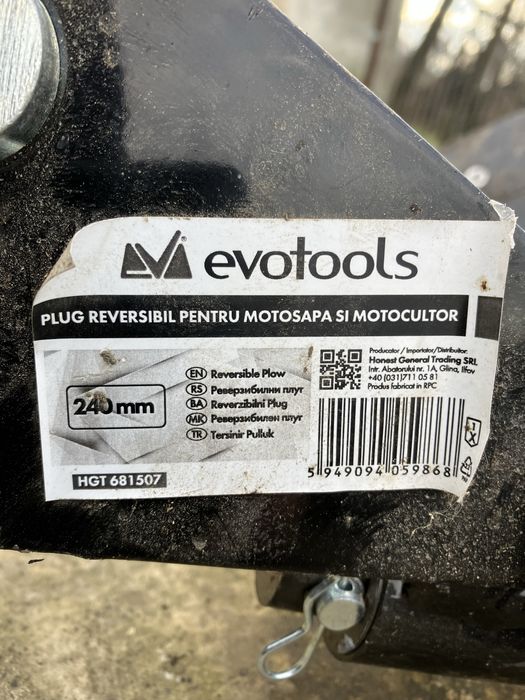 evotools
PLUG REVERSIBIL PENTRU MOTOSAPA SI MOTOCULTOR
240 mm
EN Reversible Plow
RS Реверзибилни плуг
BA Reverzibilni Plug
MK Реверзибилен плуг
TR Tersinir Pulluk
HGT 681507
Producator / Importator/Distribuitor:
Honest General Trading SRL
Intr. Abatorului nr. 1A, Glina, Ilfov
+40 (031)711 05 81
Produs fabricat in RPC
5 949094 059868